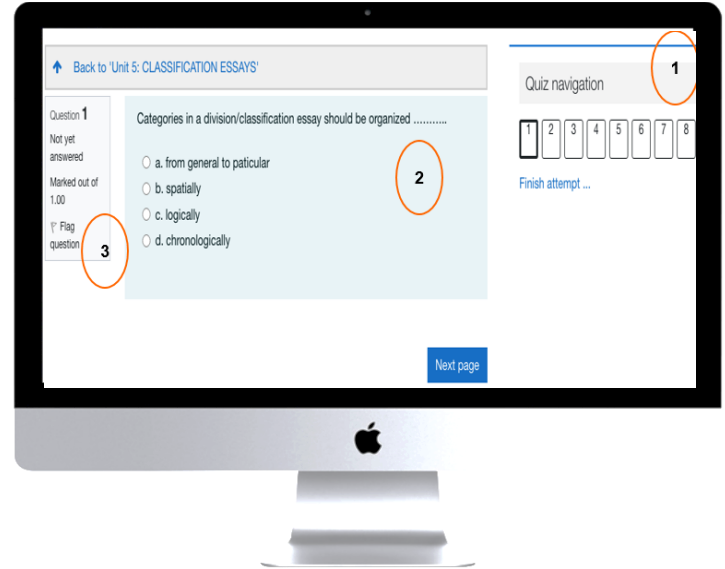 Back to 'Unit 5: CLASSIFICATION ESSAYS'
Question 1
Not yet
answered
Marked out of
1.00
Flag
question
3
Categories in a division/classification essay should be organized ...........
a. from general to paticular
b. spatially
c. logically
d. chronologically
2
Next page
1
Quiz navigation
1 2 3 4 5 6 7 8
Finish attempt ...